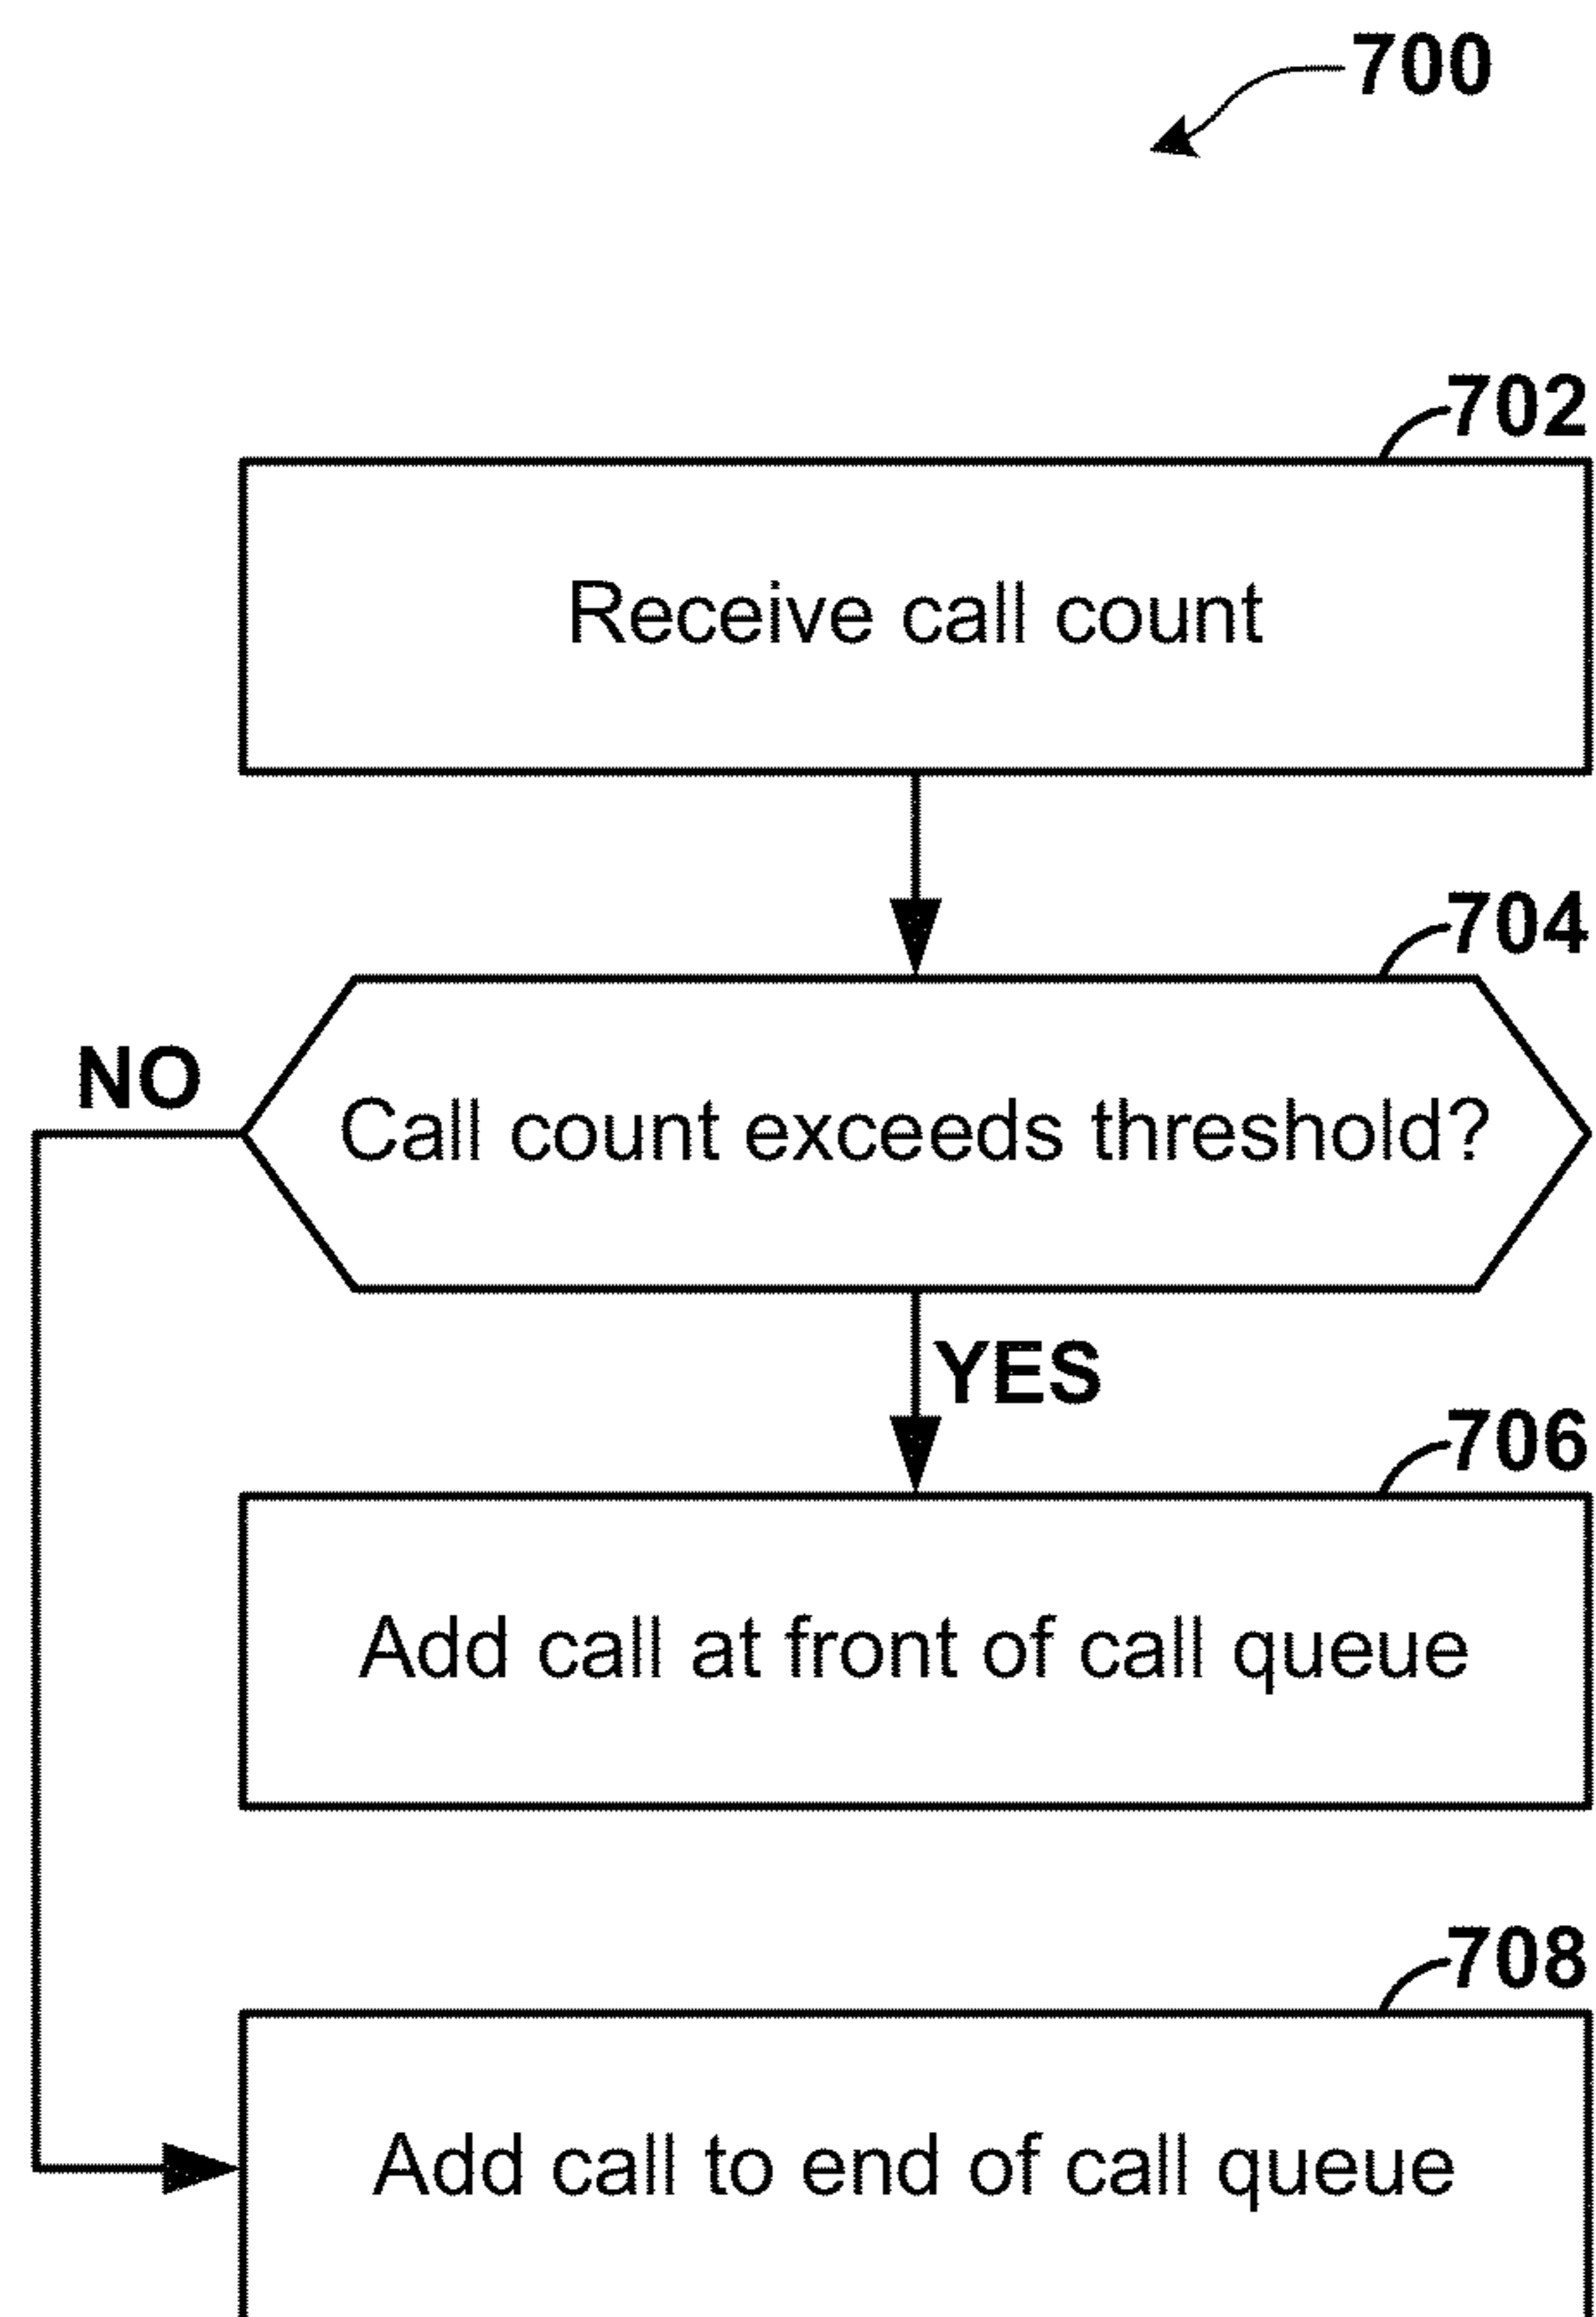 700
702
Receive call count
704
NO
Call count exceeds threshold?
YES
706
Add call at front of call queue
708
Add call to end of call queue